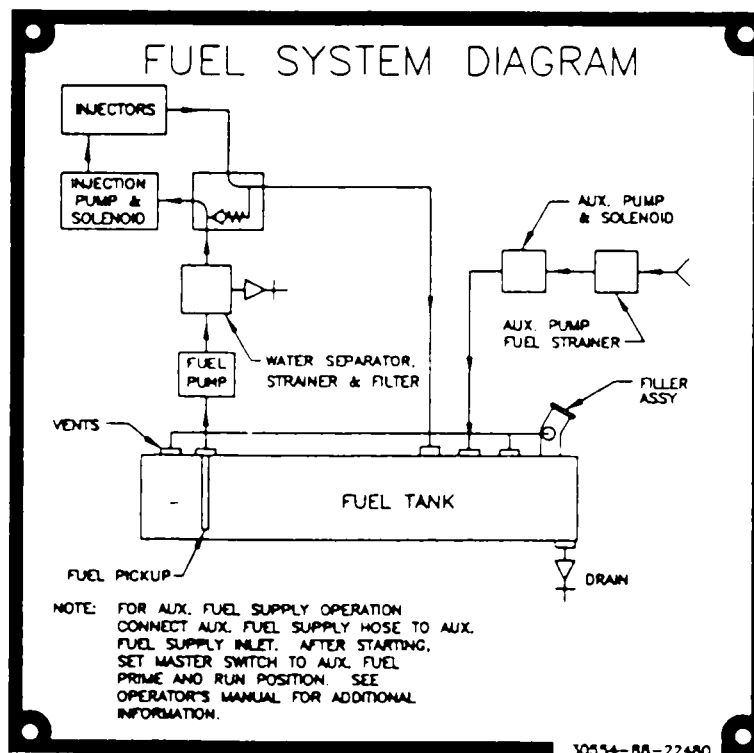 FUEL SYSTEM DIAGRAM
INJECTORS
INJECTION
PUMP &
SOLENOID
AUX. PUMP
& SOLENOID
AUX. PUMP
FUEL STRAINER
WATER SEPARATOR,
STRAINER & FILTER
FUEL
PUMP
FILLER
ASSY
VENTS
FUEL TANK
FUEL PICKUP
DRAIN
NOTE: FOR AUX. FUEL SUPPLY OPERATION
CONNECT AUX. FUEL SUPPLY HOSE TO AUX.
FUEL SUPPLY INLET. AFTER STARTING,
SET MASTER SWITCH TO AUX. FUEL
PRIME AND RUN POSITION. SEE
OPERATOR'S MANUAL FOR ADDITIONAL
INFORMATION.
30554-88-22480